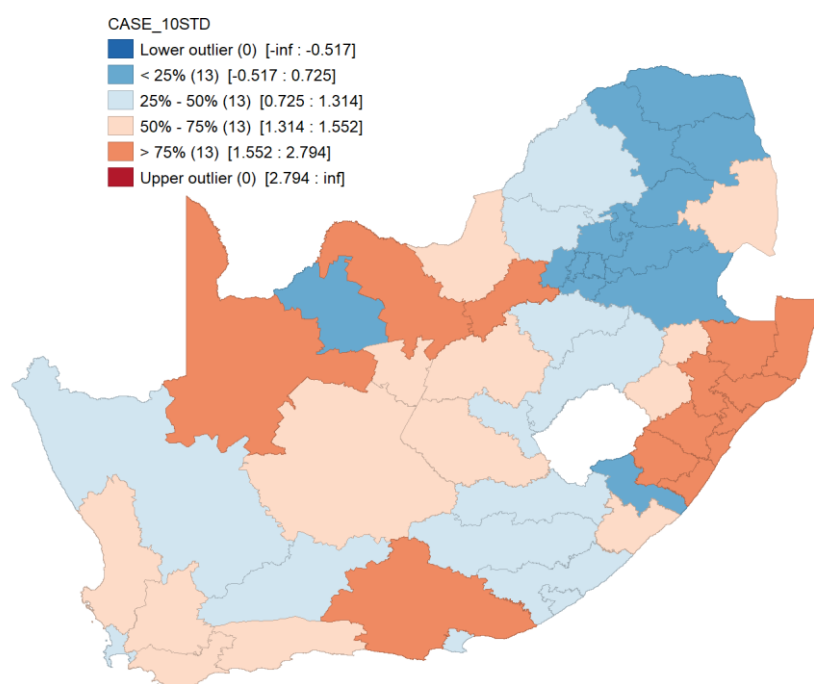 CASE_10STD
Lower outlier (0) [-inf : -0.517]
< 25% (13) [-0.517 : 0.725]
25% - 50% (13) [0.725 : 1.314]
50% - 75% (13) [1.314 : 1.552]
> 75% (13) [1.552 : 2.794]
Upper outlier (0) [2.794 : inf]